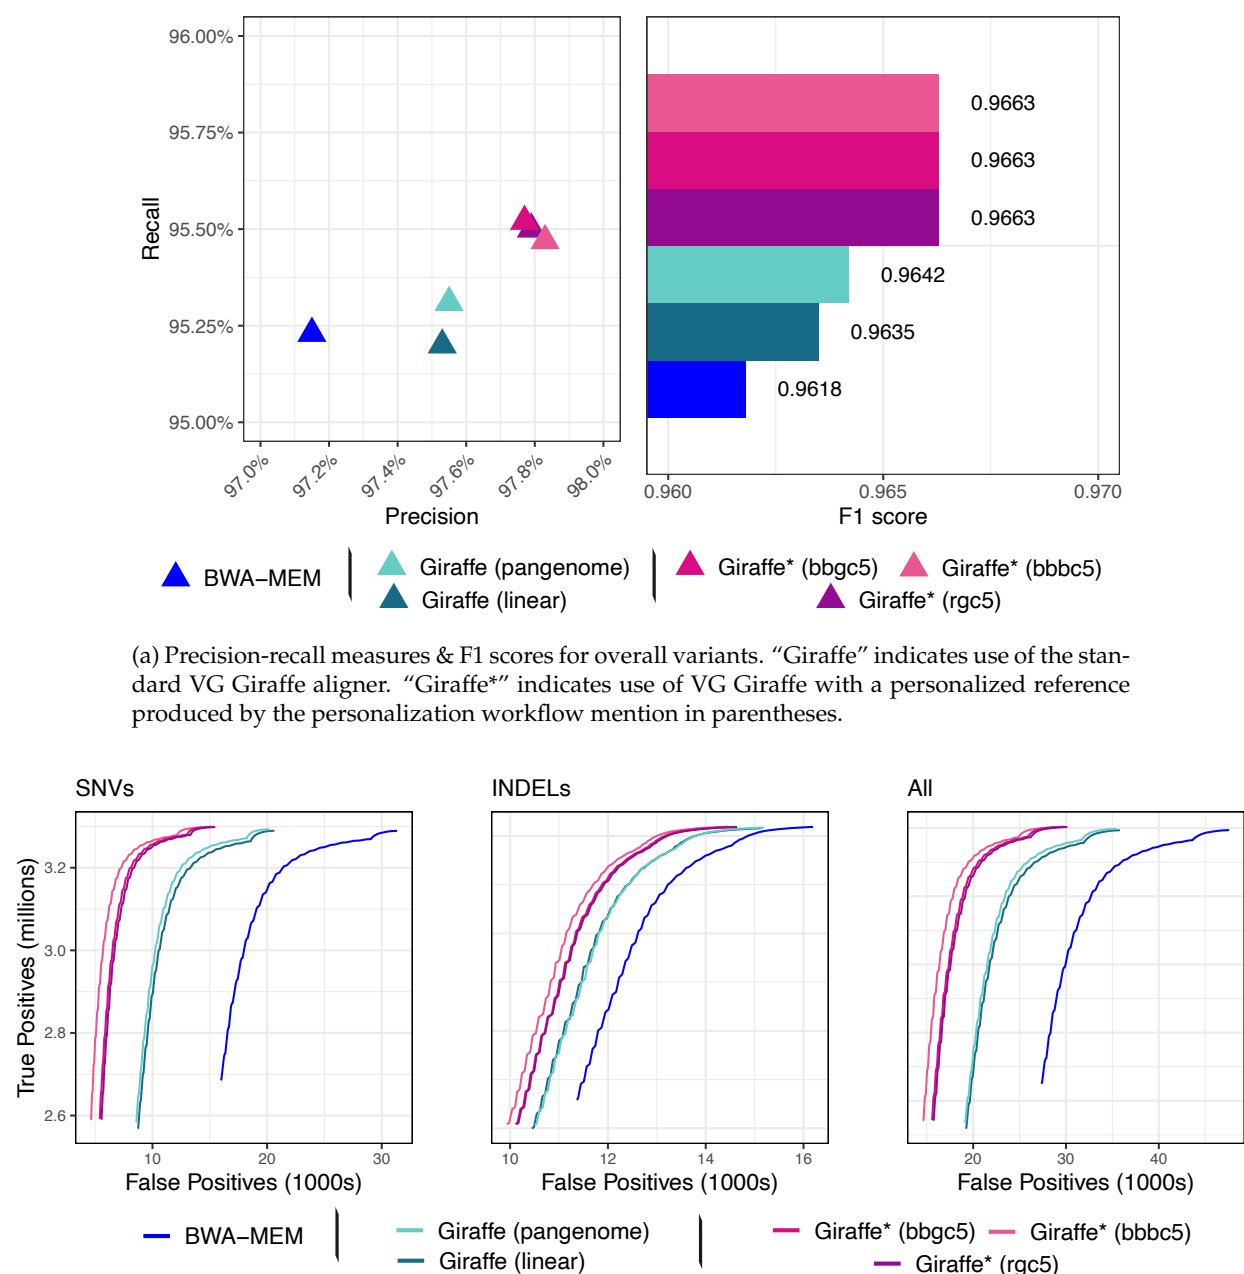 96.00%
95.75%
95.50%
95.25%
95.00%
Recall
97.0%
97.2%
97.4%
97.6%
97.8%
98.0%
Precision
0.9663
0.9663
0.9663
0.9642
0.9635
0.9618
0.960
0.965
0.970
F1 score
BWA−MEM
Giraffe (pangenome)
Giraffe (linear)
Giraffe* (bbgc5)
Giraffe* (bbbc5)
Giraffe* (rgc5)
(a) Precision-recall measures & F1 scores for overall variants. “Giraffe” indicates use of the stan-
dard VG Giraffe aligner. “Giraffe*” indicates use of VG Giraffe with a personalized reference
produced by the personalization workflow mention in parentheses.
SNVs
INDELs
All
True Positives (millions)
3.2
3.0
2.8
2.6
10
20
30
False Positives (1000s)
10
12
14
16
False Positives (1000s)
20
30
40
False Positives (1000s)
BWA−MEM
Giraffe (pangenome)
Giraffe (linear)
Giraffe* (bbgc5)
Giraffe* (bbbc5)
Giraffe* (rgc5)